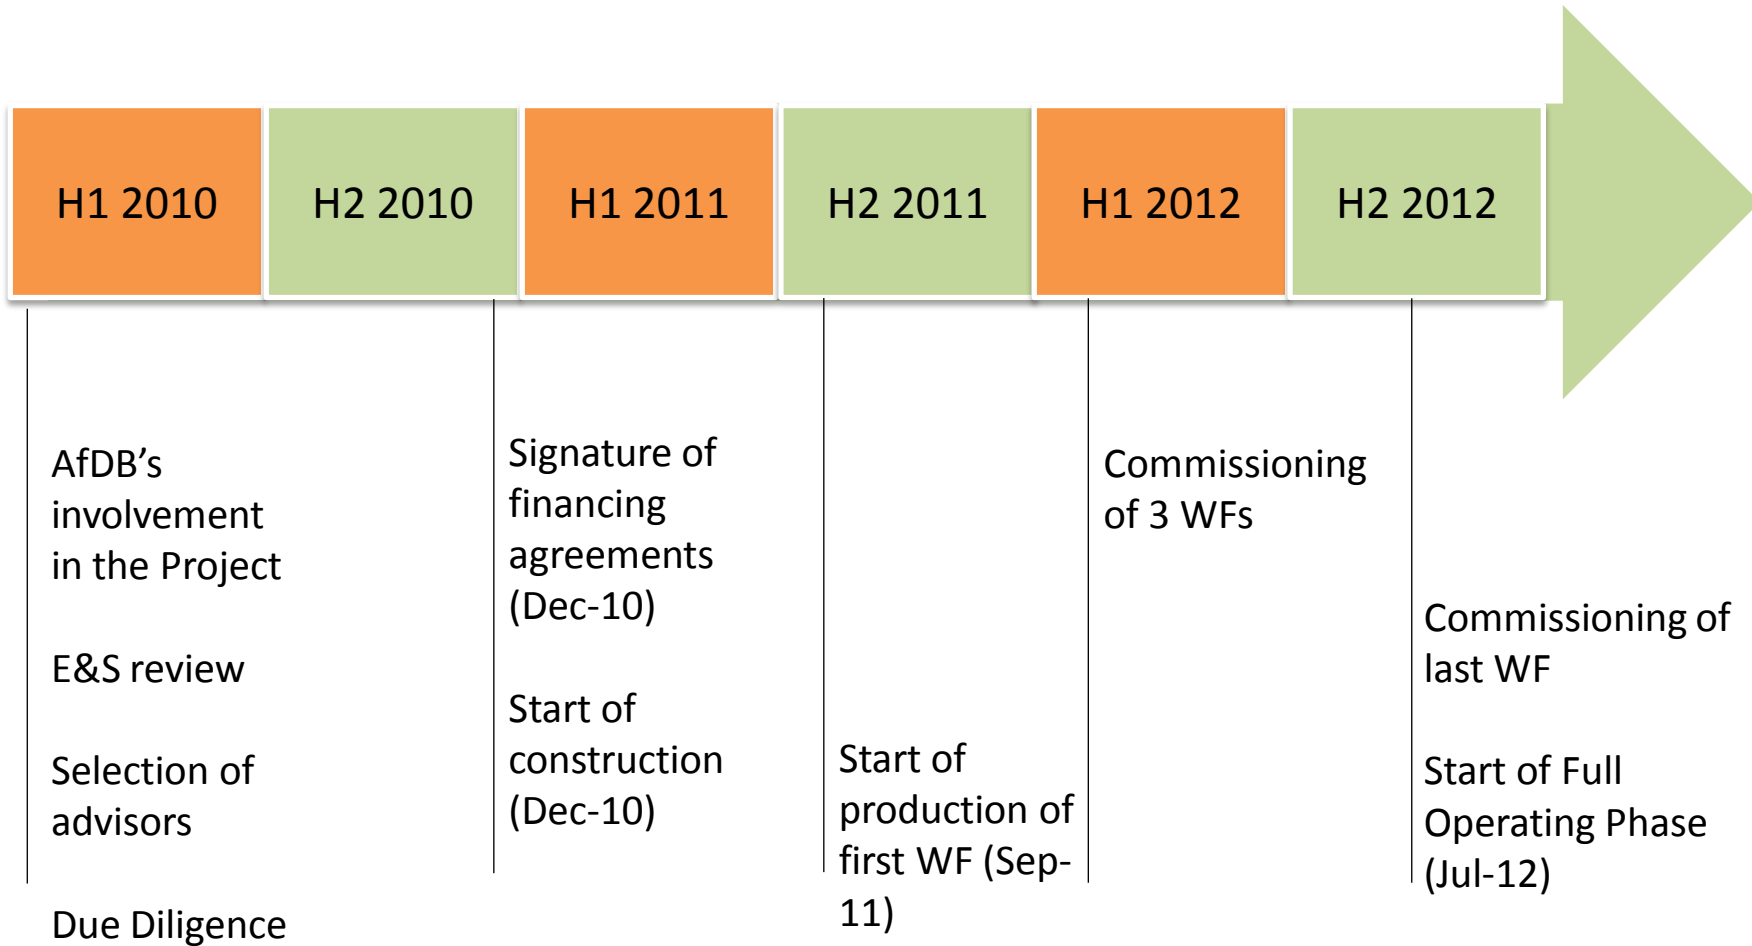 H1 2010
H2 2010
H1 2011
H2 2011
H1 2012
H2 2012
AfDB’s
involvement
in the Project
E&S review
Selection of
advisors
Due Diligence
Signature of
financing
agreements
(Dec-10)
Start of
construction
(Dec-10)
Start of
production of
first WF (Sep-
11)
Commissioning
of 3 WFs
Commissioning of
last WF
Start of Full
Operating Phase
(Jul-12)